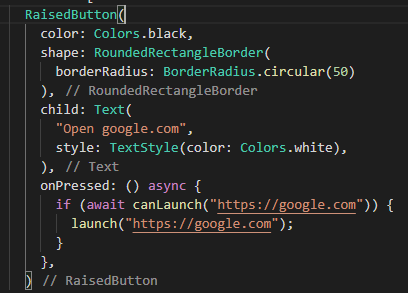 RaisedButton(
  color: Colors.black,
  shape: RoundedRectangleBorder(
    borderRadius: BorderRadius.circular(50)
  ), // RoundedRectangleBorder
  child: Text(
    "Open google.com",
    style: TextStyle(color: Colors.white),
  ), // Text
  onPressed: () async {
    if (await canLaunch("https://google.com")) {
      launch("https://google.com");
    }
  },
) // RaisedButton